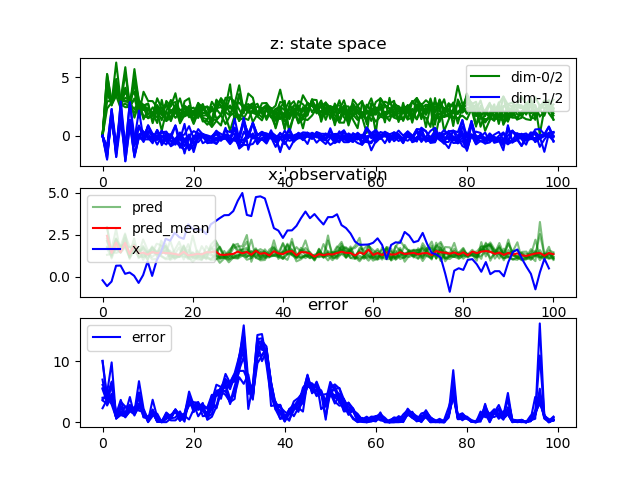 z: state space
5
0
dim-0/2
dim-1/2
0 20 40 60 80 100
x: observation
5.0
2.5
0.0
pred
pred_mean
x
0 20 40 60 80 100
error
10
0
error
0 20 40 60 80 100